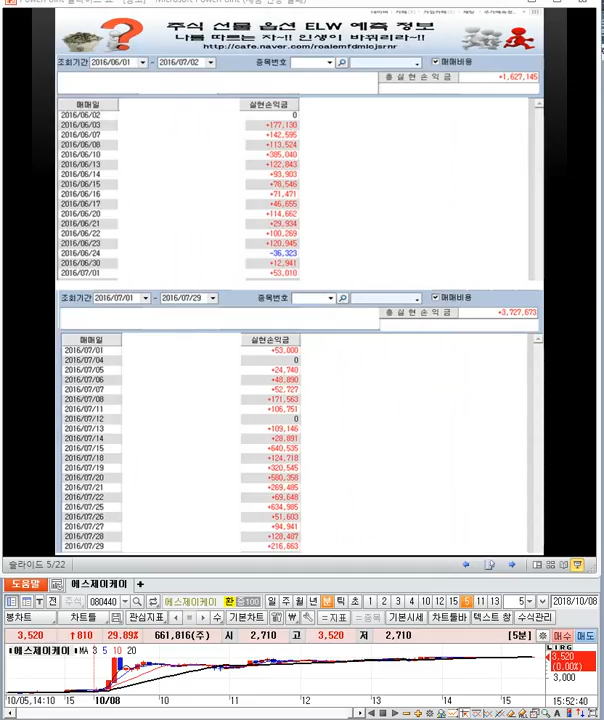 주식 선물 옵션 ELW 예측 정보
나를 따르는 자~!! 인생이 바뀌리라~!!
http://cafe.naver.com/roalemfdmlojsrnr
조회기간 2016/06/01 - 2016/07/02 종목번호 매매비용
총 실 현 손 익 금 +1,627,145
매매일 실현손익금
2016/06/02 0
2016/06/03 +177,130
2016/06/07 +142,595
2016/06/08 +113,524
2016/06/10 +385,040
2016/06/13 +122,843
2016/06/14 +93,903
2016/06/15 +78,546
2016/06/16 +71,471
2016/06/17 +46,655
2016/06/20 +114,662
2016/06/21 +29,934
2016/06/22 +100,269
2016/06/23 +120,945
2016/06/24 -36,323
2016/06/30 +12,941
2016/07/01 +53,010
조회기간 2016/07/01 - 2016/07/29 종목번호 매매비용
총 실 현 손 익 금 +3,727,673
매매일 실현손익금
2016/07/01 +53,000
2016/07/04 0
2016/07/05 +24,740
2016/07/06 +48,890
2016/07/07 +52,727
2016/07/08 +171,563
2016/07/11 +106,751
2016/07/12 0
2016/07/13 +109,146
2016/07/14 +28,891
2016/07/15 +640,535
2016/07/18 +124,718
2016/07/19 +320,545
2016/07/20 +580,358
2016/07/21 +269,485
2016/07/22 +69,648
2016/07/25 +634,985
2016/07/26 +51,603
2016/07/27 +94,941
2016/07/28 +128,407
2016/07/29 +216,663
슬라이드 5/22
도움말 에스제이케이 +
전 주식 080440 에스제이케이 환 증100 일 주 월 년 분 틱 초 1 3 5 10 12 15 5 11 13 5 2018/10/08
봉차트 차트툴 관심지표 수 기본차트 지표 종목 기본시세 차트툴바 텍스트 창 수식관리
3,520 ↑810 29.89% 661,816(주) 시 2,710 고 3,520 저 2,710 [5분] 매수 매도
에스제이케이 MA 3 5 10 20
3,520
(0.00%)
3,000
10/05,14:10 15 10/08 10 11 12 13 14 15 15:52:40